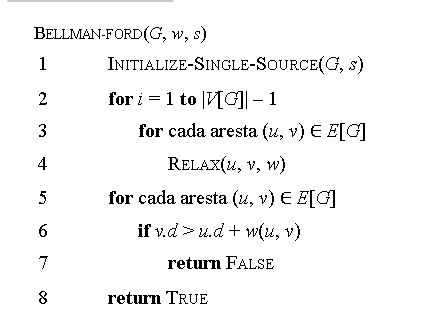 BELLMAN-FORD(G, w, s)
1 INITIALIZE-SINGLE-SOURCE(G, s)
2 for i = 1 to |V[G]| – 1
3 for cada aresta (u, v) ∈ E[G]
4 RELAX(u, v, w)
5 for cada aresta (u, v) ∈ E[G]
6 if v.d > u.d + w(u, v)
7 return FALSE
8 return TRUE